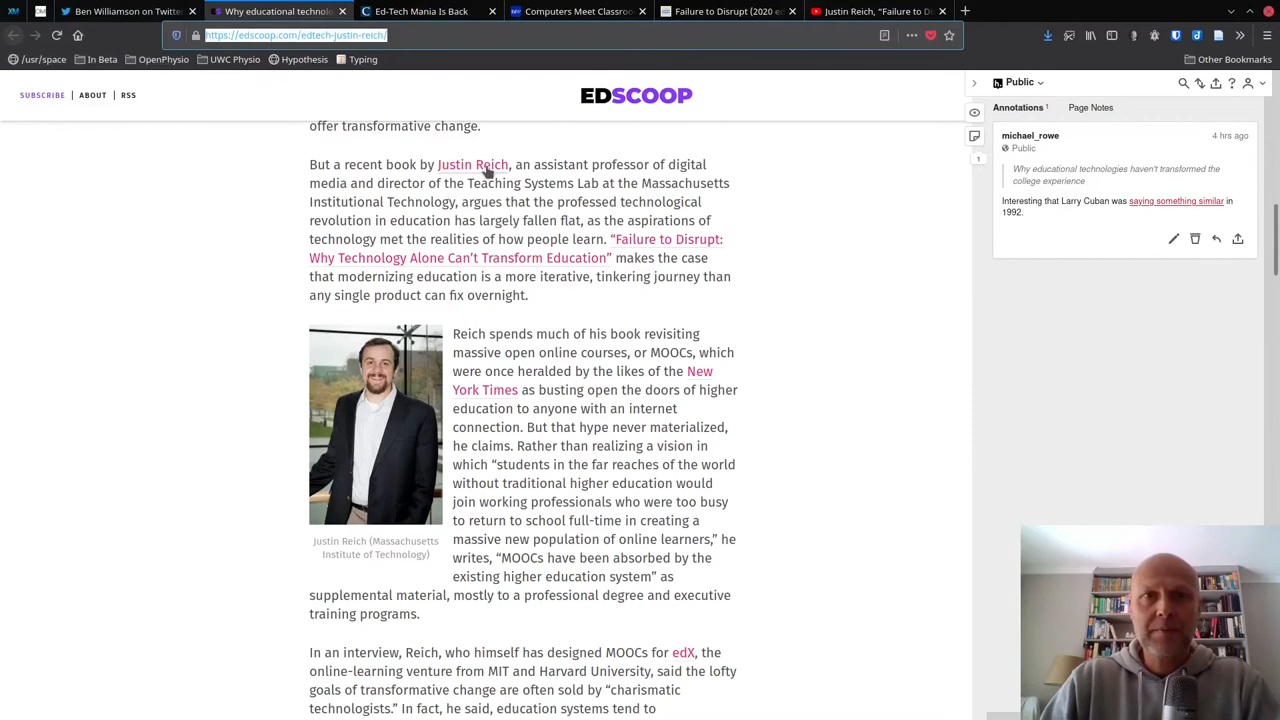 Ben Williamson on Twitter
Why educational technolo
Ed-Tech Mania Is Back
Computers Meet Classroo
Failure to Disrupt (2020 ed
Justin Reich, “Failure to Di
https://edscoop.com/edtech-justin-reich/
/usr/space
In Beta
OpenPhysio
UWC Physio
Hypothesis
Typing
Other Bookmarks
SUBSCRIBE | ABOUT | RSS
EDSCOOP
offer transformative change.
But a recent book by Justin Reich, an assistant professor of digital
media and director of the Teaching Systems Lab at the Massachusetts
Institutional Technology, argues that the professed technological
revolution in education has largely fallen flat, as the aspirations of
technology met the realities of how people learn. “Failure to Disrupt:
Why Technology Alone Can’t Transform Education” makes the case
that modernizing education is a more iterative, tinkering journey than
any single product can fix overnight.
Reich spends much of his book revisiting
massive open online courses, or MOOCs, which
were once heralded by the likes of the New
York Times as busting open the doors of higher
education to anyone with an internet
connection. But that hype never materialized,
he claims. Rather than realizing a vision in
which “students in the far reaches of the world
without traditional higher education would
join working professionals who were too busy
to return to school full-time in creating a
massive new population of online learners,” he
writes, “MOOCs have been absorbed by the
existing higher education system” as
supplemental material, mostly to a professional degree and executive
training programs.
Justin Reich (Massachusetts
Institute of Technology)
In an interview, Reich, who himself has designed MOOCs for edX, the
online-learning venture from MIT and Harvard University, said the lofty
goals of transformative change are often sold by “charismatic
technologists.” In fact, he said, education systems tend to
Public
Annotations 1
Page Notes
1
michael_rowe
4 hrs ago
Public
Why educational technologies haven't transformed the
college experience
Interesting that Larry Cuban was saying something similar in
1992.